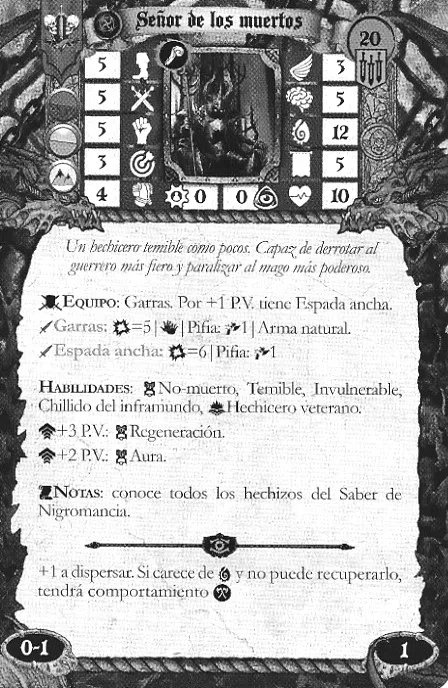 Señor de los muertos
20
5
3
5
5
5
12
3
5
4
0
0
10
Un hechicero temible como pocos. Capaz de derrotar al
guerrero más fiero y paralizar al mago más poderoso.
EQUIPO: Garras. Por +1 P.V. tiene Espada ancha.
Garras: =5| |Pifia: 1|Arma natural.
Espada ancha: =6|Pifia: 1
HABILIDADES: No-muerto, Temible, Invulnerable,
Chillido del inframundo, Hechicero veterano.
+3 P.V.: Regeneración.
+2 P.V.: Aura.
NOTAS: conoce todos los hechizos del Saber de
Nigromancia.
+1 a dispersar. Si carece de y no puede recuperarlo,
tendrá comportamiento
0-1
1